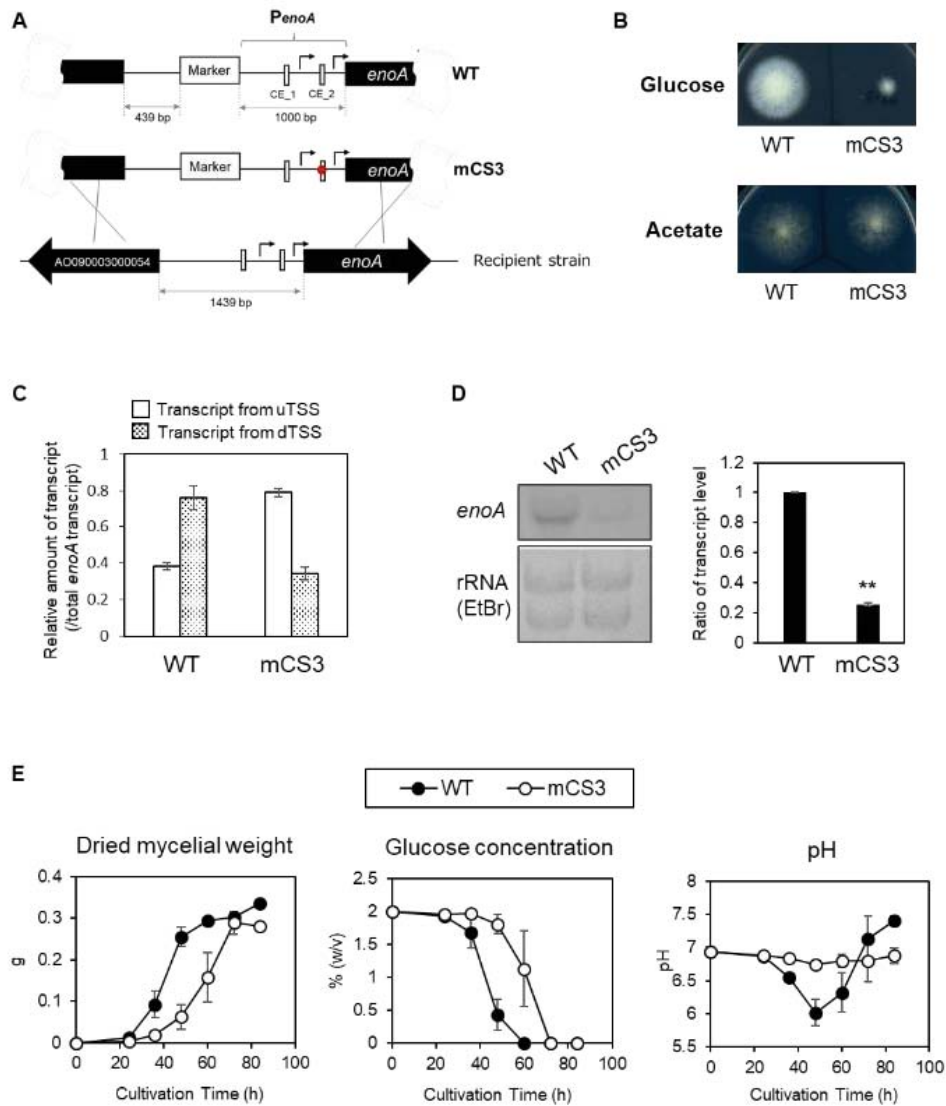 A
PenoA
Marker
enoA
WT
CE_1
CE_2
439 bp
1000 bp
Marker
enoA
mCS3
AO090003000054
enoA
Recipient strain
1439 bp
B
Glucose
WT
mCS3
Acetate
WT
mCS3
C
Transcript from uTSS
Transcript from dTSS
Relative amount of transcript
(/total enoA transcript)
1
0.8
0.6
0.4
0.2
0
WT
mCS3
D
WT
mCS3
enoA
rRNA
(EtBr)
Ratio of transcript level
1.2
1
0.8
0.6
0.4
0.2
0
**
WT
mCS3
E
WT
mCS3
Dried mycelial weight
g
0.4
0.3
0.2
0.1
0
0 20 40 60 80 100
Cultivation Time (h)
Glucose concentration
% (w/v)
2.5
2
1.5
1
0.5
0
0 20 40 60 80 100
Cultivation Time (h)
pH
pH
8
7.5
7
6.5
6
5.5
0 20 40 60 80 100
Cultivation Time (h)